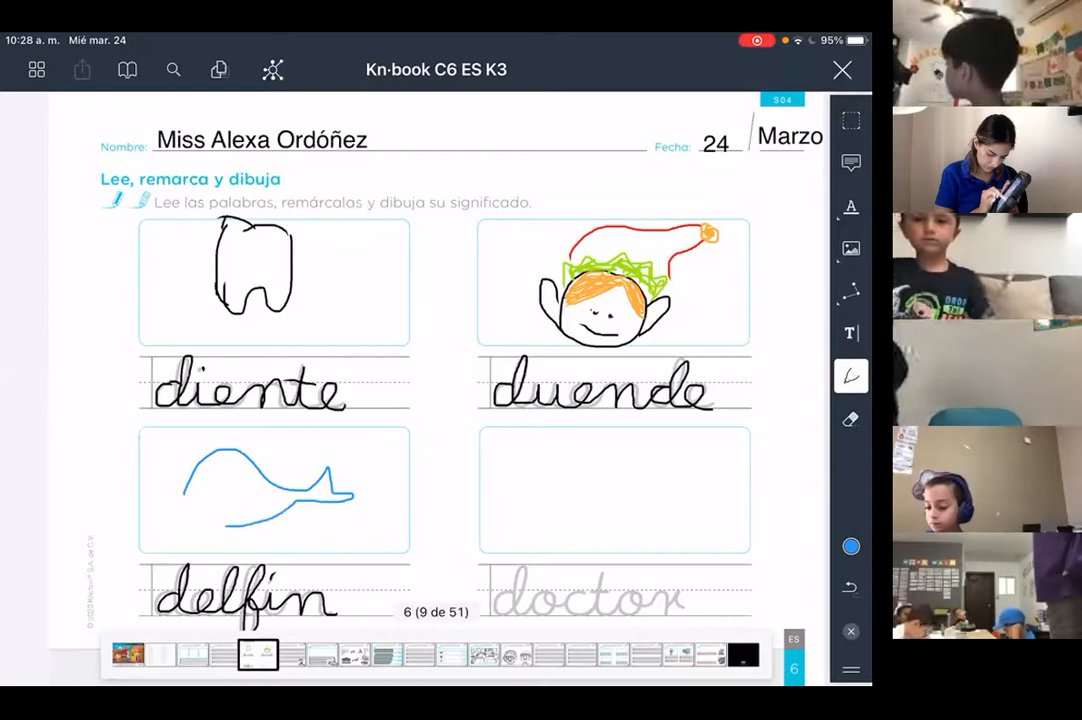 10:28 a. m. Mié mar. 24
95%
Kn·book C6 ES K3
S04
Nombre: Miss Alexa Ordóñez Fecha: 24 / Marzo
Lee, remarca y dibuja
Lee las palabras, remárcalas y dibuja su significado.
diente
duende
delfín
doctor
6 (9 de 51)
ES
6
A
T
DROP
THE